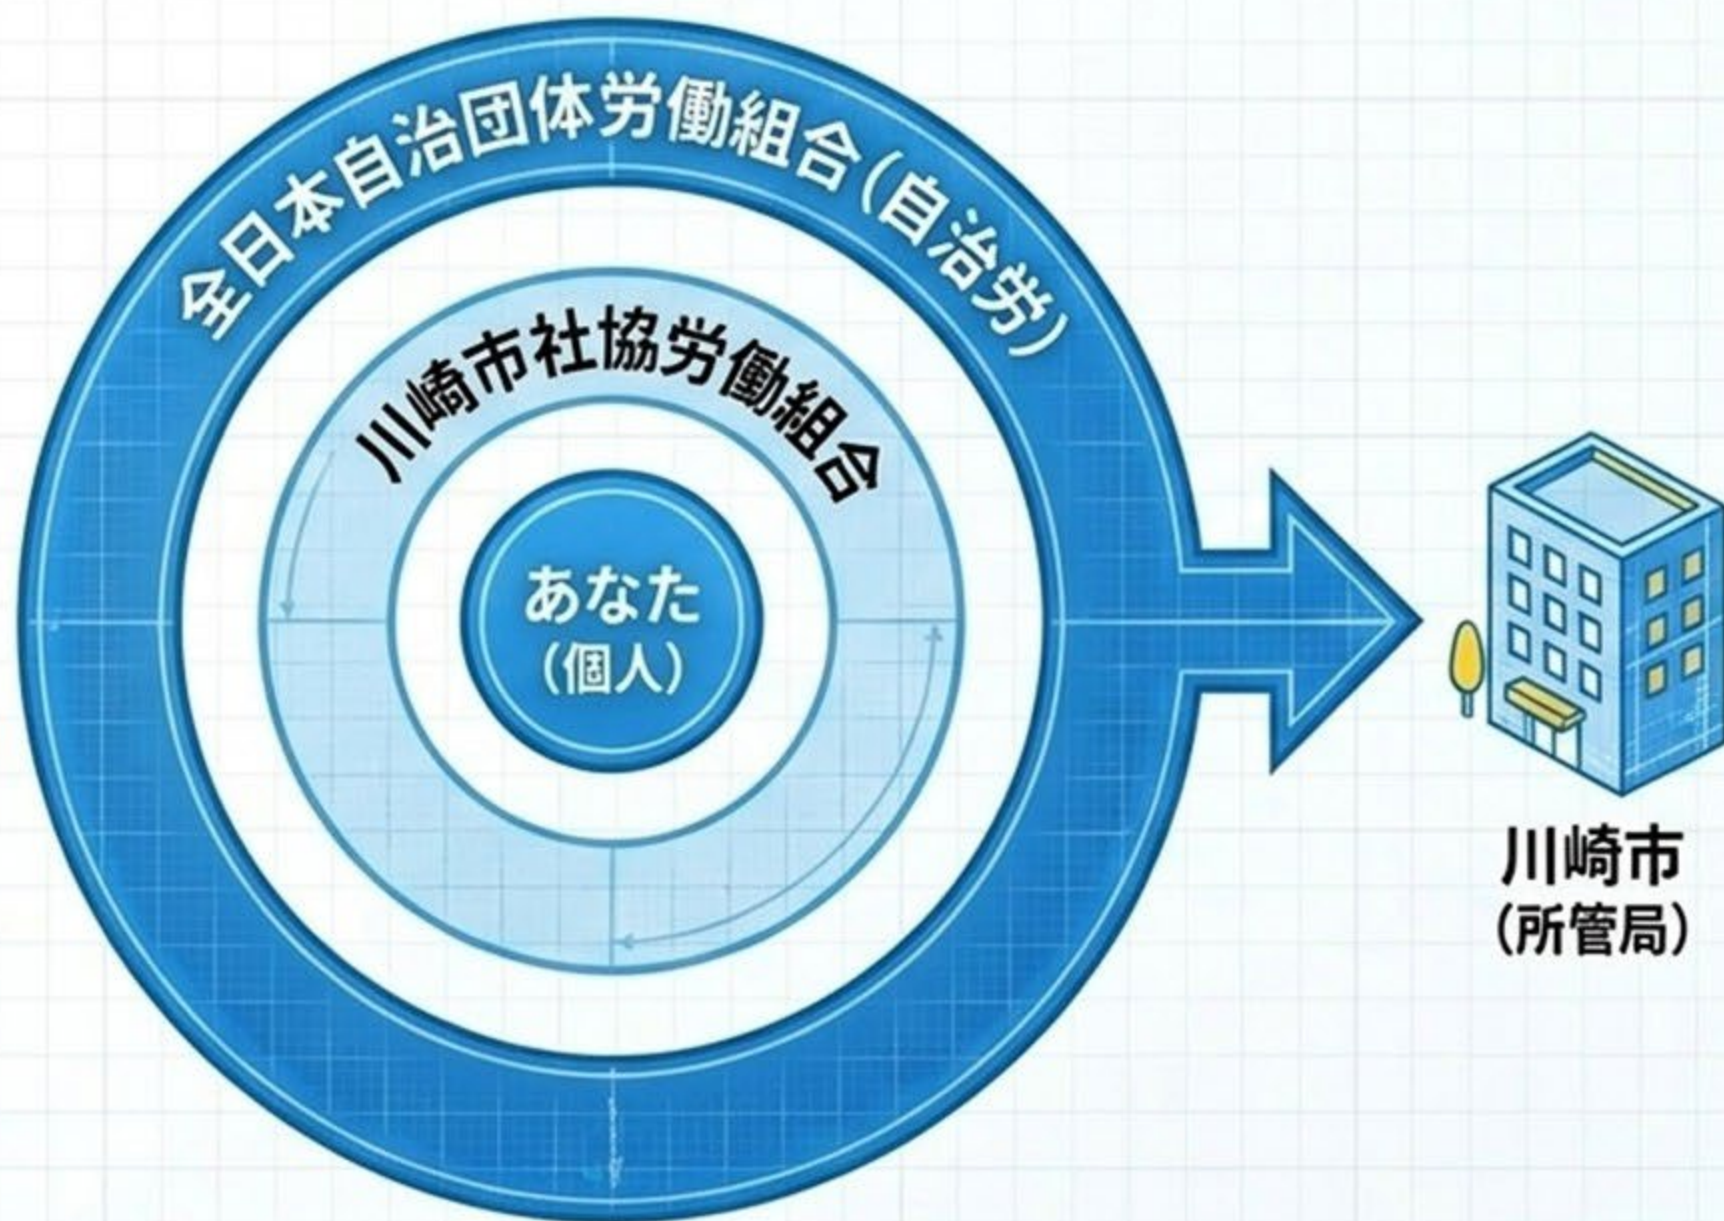 全日本自治団体労働組合（自治労）
川崎市社協労働組合
あなた
（個人）
川崎市
（所管局）